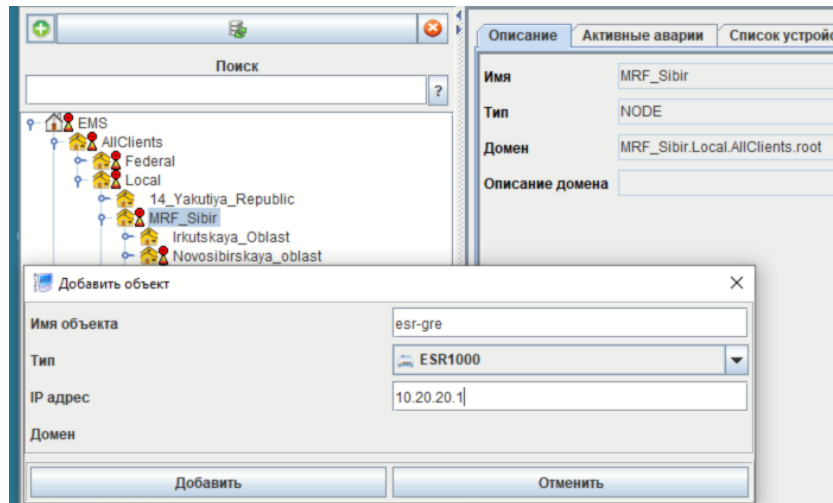 Поиск
?
EMS
AllClients
Federal
Local
14_Yakutiya_Republic
MRF_Sibir
Irkutskaya_Oblast
Novosibirskaya_oblast
Описание Активные аварии Список устройс
Имя MRF_Sibir
Тип NODE
Домен MRF_Sibir.Local.AllClients.root
Описание домена
Добавить объект
Имя объекта esr-gre
Тип ESR1000
IP адрес 10.20.20.1
Домен
Добавить Отменить